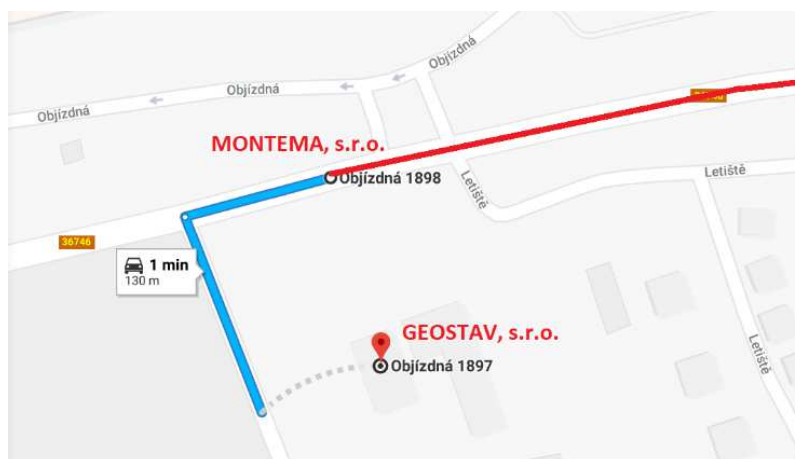 Objízdná
Objízdná
Objízdná
MONTEMA, s.r.o.
Objízdná 1898
Letiště
Letiště
36746
1 min
130 m
GEOSTAV, s.r.o.
Objízdná 1897
Letiště